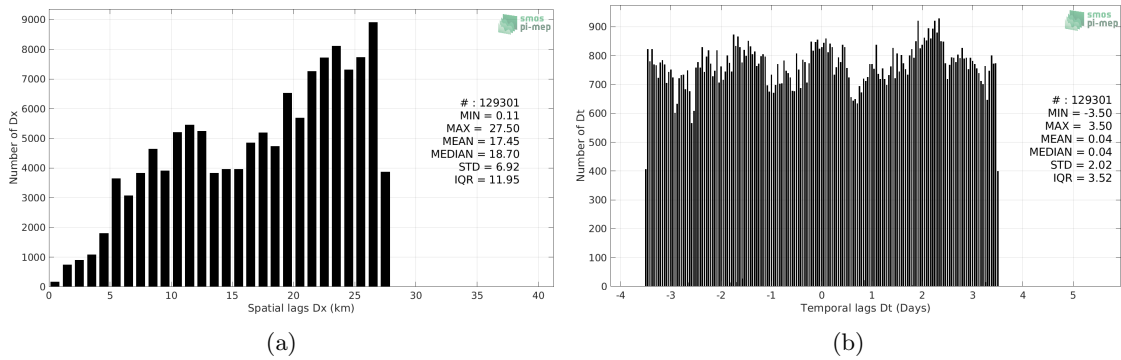 9000
8000
7000
6000
5000
4000
3000
2000
1000
0
Number of Dx
smos
pi-mep
# : 129301
MIN = 0.11
MAX = 27.50
MEAN = 17.45
MEDIAN = 18.70
STD = 6.92
IQR = 11.95
0 5 10 15 20 25 30 35 40
Spatial lags Dx (km)
(a)
900
800
700
600
500
400
300
200
100
0
Number of Dt
smos
pi-mep
# : 129301
MIN = -3.50
MAX = 3.50
MEAN = 0.04
MEDIAN = 0.04
STD = 2.02
IQR = 3.52
-4 -3 -2 -1 0 1 2 3 4 5
Temporal lags Dt (Days)
(b)